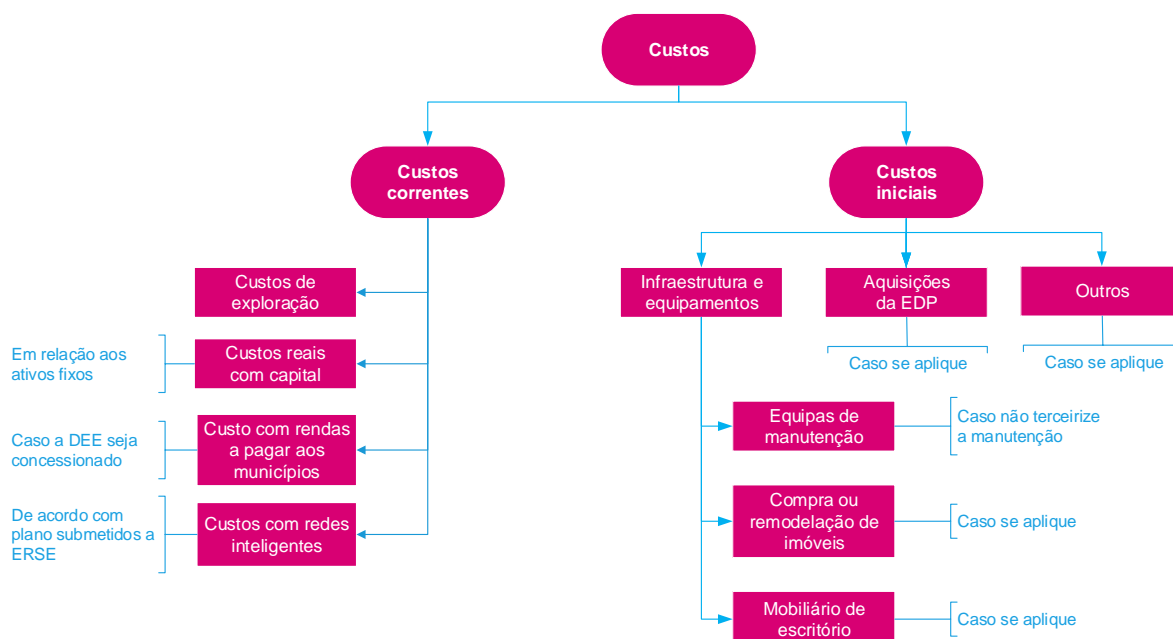 Custos
Custos
correntes
Custos
iniciais
Custos de
exploração
Em relação aos
ativos fixos
Custos reais
com capital
Caso a DEE seja
concessionado
Custo com rendas
a pagar aos
municípios
De acordo com
plano submetidos a
ERSE
Custos com redes
inteligentes
Infraestrutura e
equipamentos
Aquisições
da EDP
Outros
Caso se aplique
Caso se aplique
Equipas de
manutenção
Caso não terceirize
a manutenção
Compra ou
remodelação de
imóveis
Caso se aplique
Mobiliário de
escritório
Caso se aplique